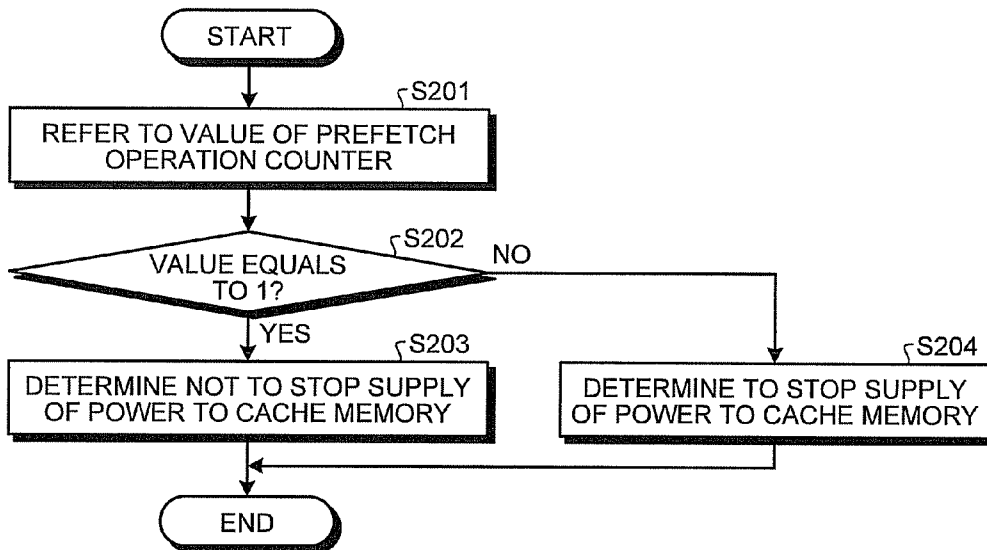 START
S201
REFER TO VALUE OF PREFETCH
OPERATION COUNTER
S202
VALUE EQUALS
TO 1?
NO
YES
S203
DETERMINE NOT TO STOP SUPPLY
OF POWER TO CACHE MEMORY
S204
DETERMINE TO STOP SUPPLY
OF POWER TO CACHE MEMORY
END